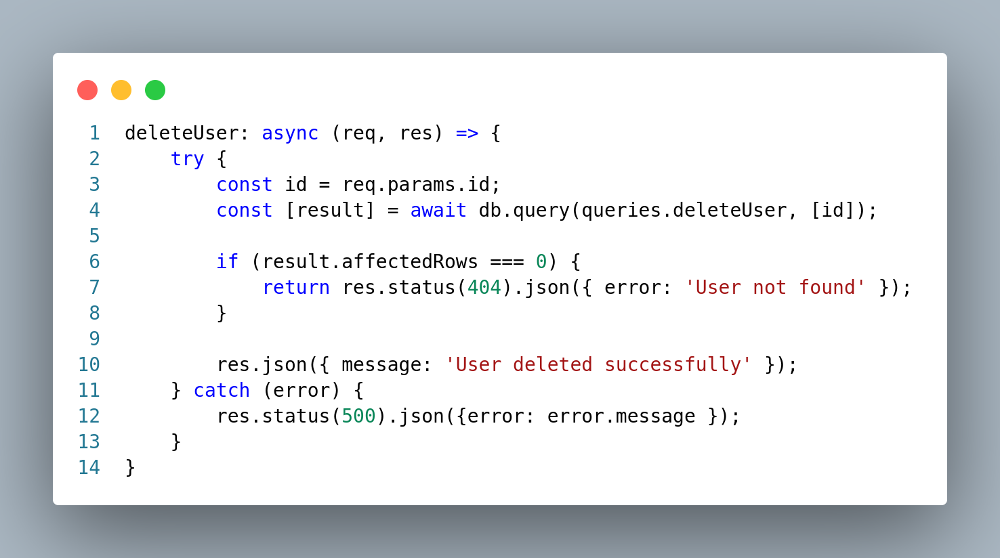 1 deleteUser: async (req, res) => {
2     try {
3         const id = req.params.id;
4         const [result] = await db.query(queries.deleteUser, [id]);
5
6         if (result.affectedRows === 0) {
7             return res.status(404).json({ error: 'User not found' });
8         }
9
10         res.json({ message: 'User deleted successfully' });
11     } catch (error) {
12         res.status(500).json({error: error.message });
13     }
14 }